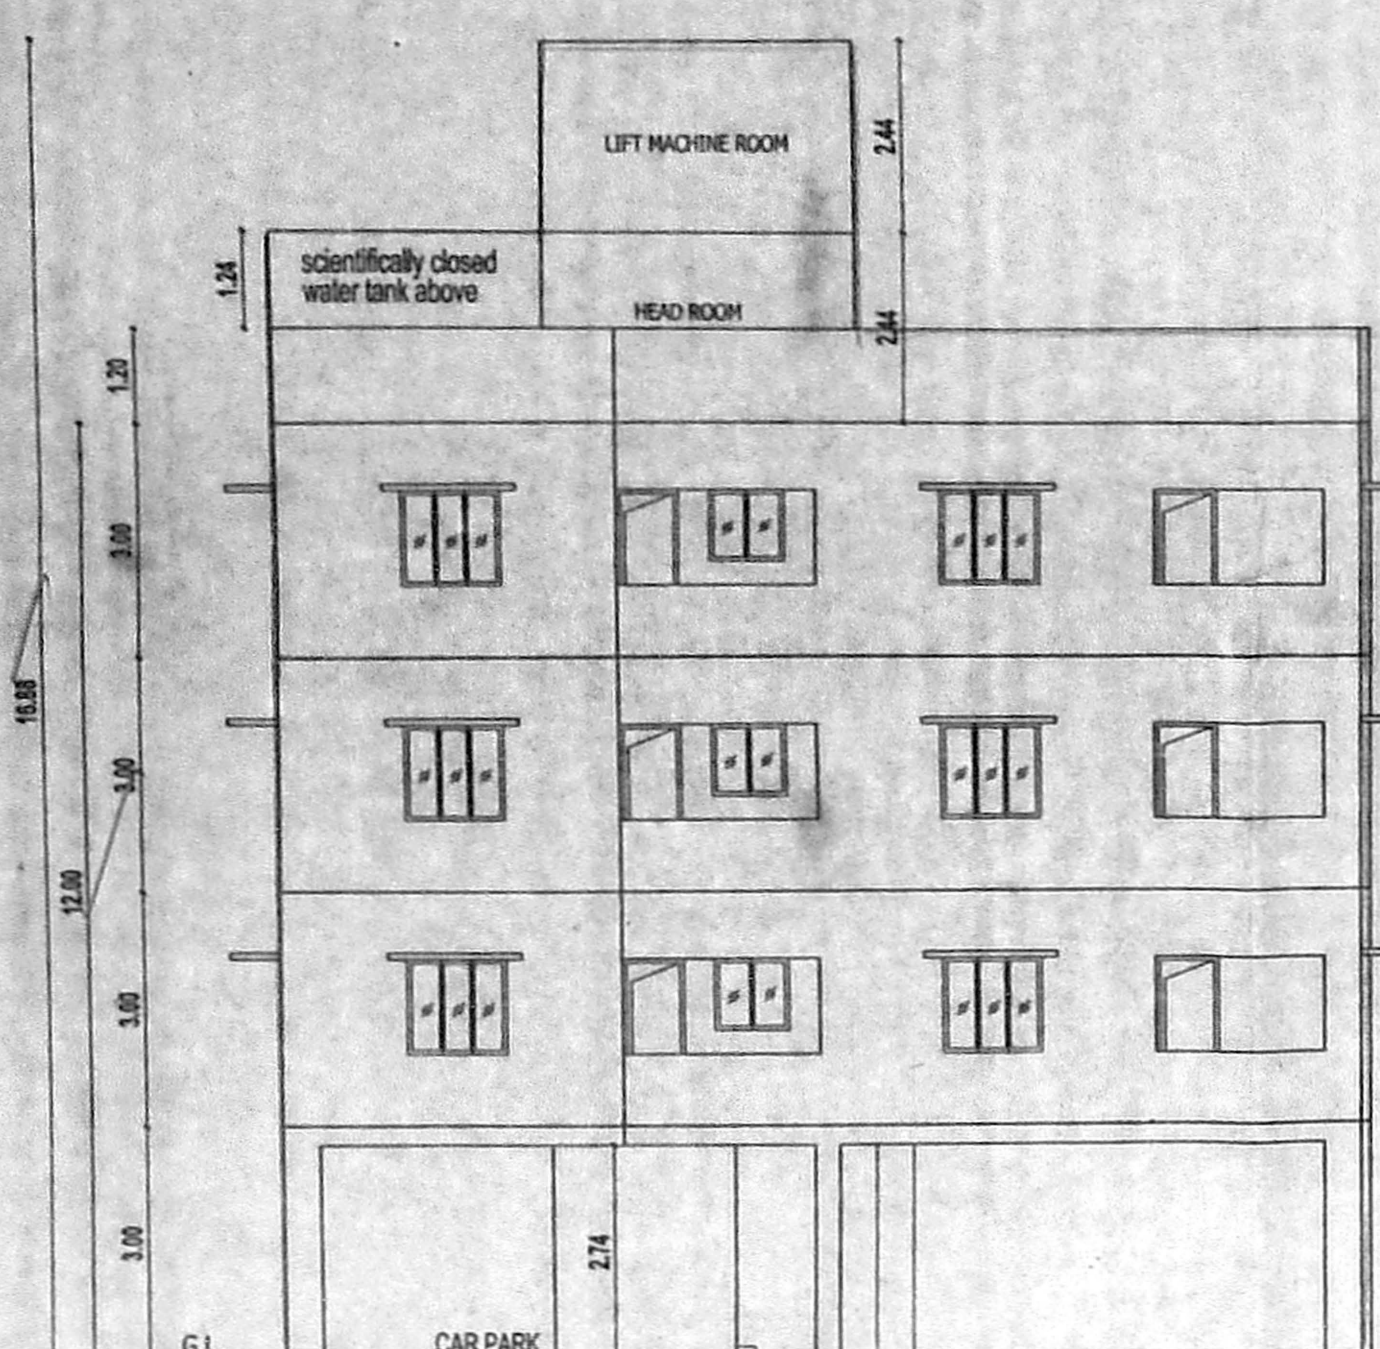 LIFT MACHINE ROOM
2.44
scientifically closed
water tank above
1.24
HEAD ROOM
2.44
1.20
3.00
16.88
3.00
12.00
3.00
3.00
2.74
CAR PARK